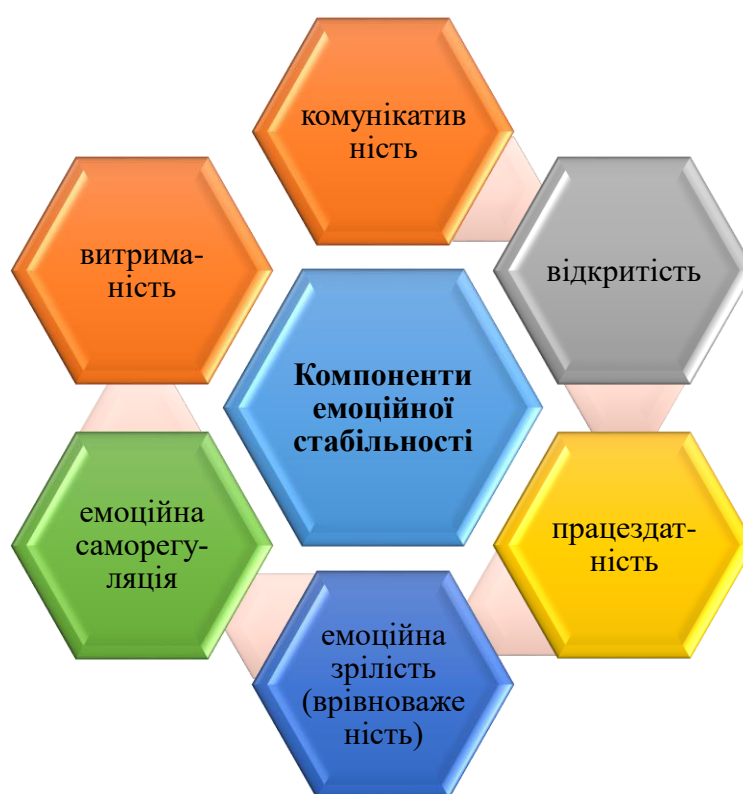 комунікатив
ність
витрима-
ність
відкритість
Компоненти
емоційної
стабільності
емоційна
саморегу-
ляція
працездат-
ність
емоційна
зрілість
(врівноваже
ність)